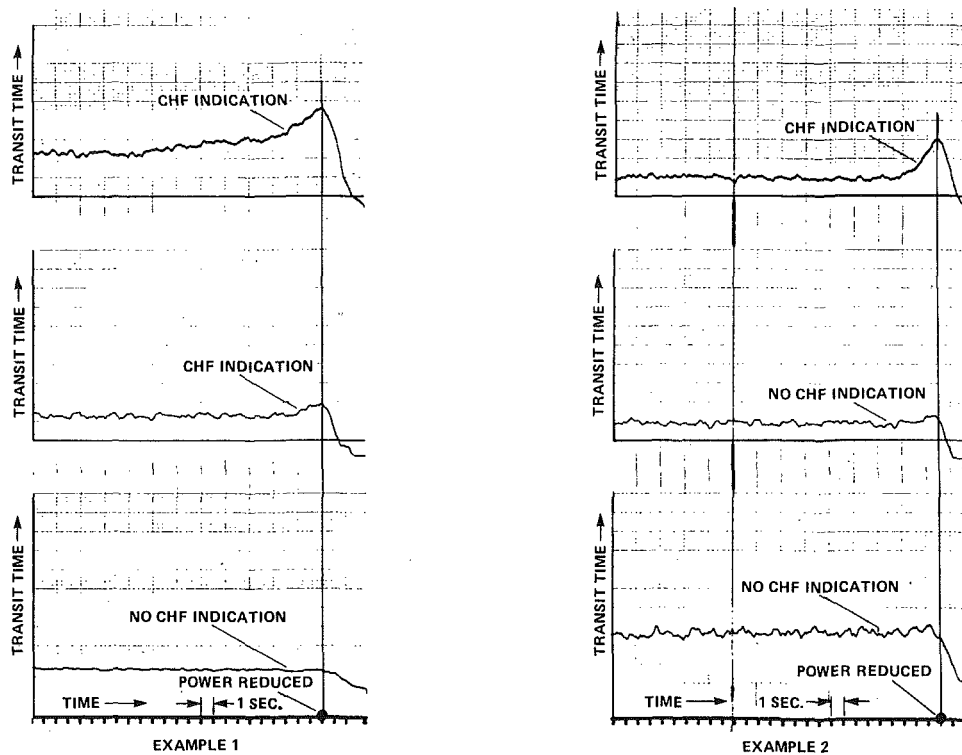 TRANSIT TIME
CHF INDICATION
TRANSIT TIME
CHF INDICATION
TRANSIT TIME
NO CHF INDICATION
POWER REDUCED
TIME
1 SEC.
EXAMPLE 1
TRANSIT TIME
CHF INDICATION
TRANSIT TIME
NO CHF INDICATION
TRANSIT TIME
NO CHF INDICATION
POWER REDUCED
TIME
1 SEC.
EXAMPLE 2